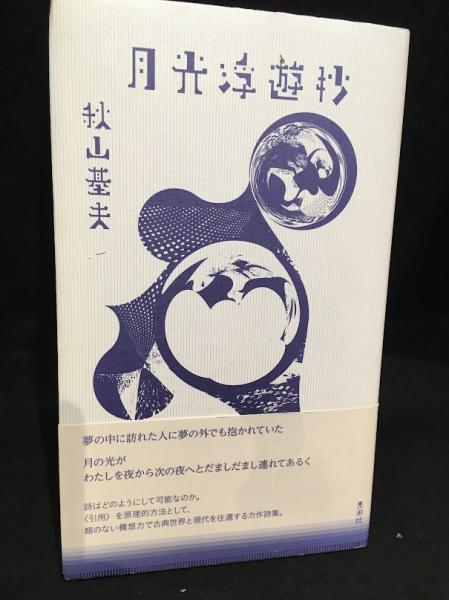 月光浮遊抄
秋山基夫
夢の中に訪れた人に夢の外でも抱かれていた
月の光が
わたしを夜から次の夜へとだましだまし連れてあるく
詩はどのようにして可能なのか。
〈引用〉を原理的方法として、
類のない構想力で古典世界と現代を往還する力作詩集。
思潮社